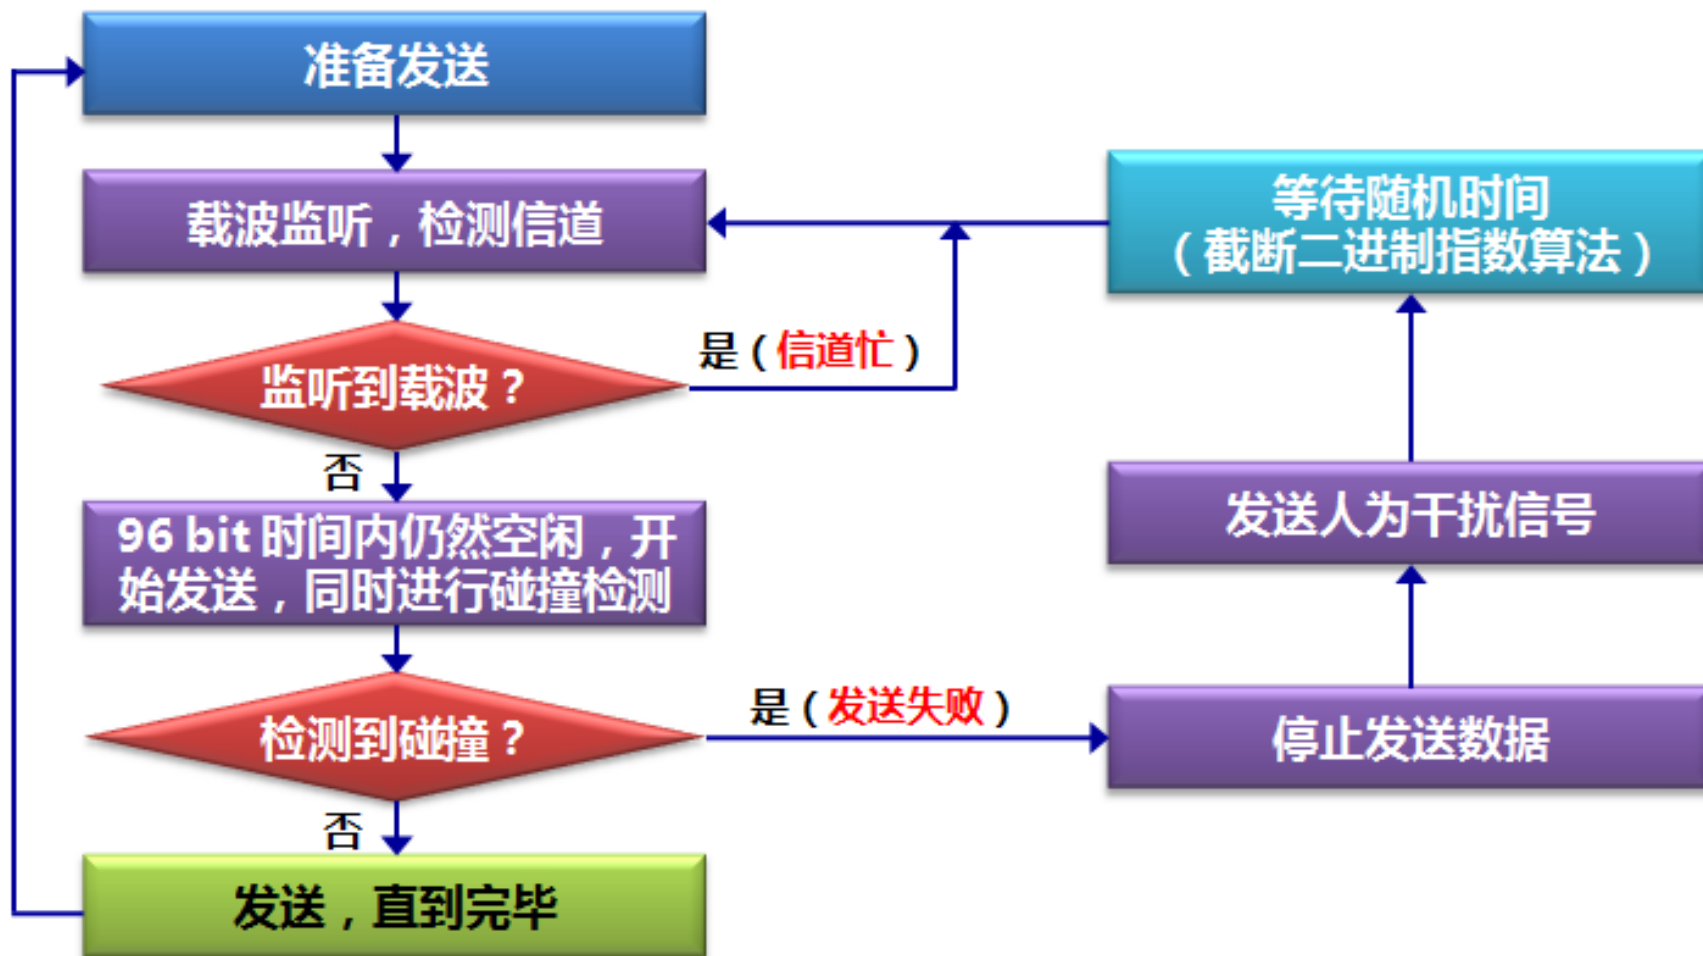 准备发送
载波监听，检测信道
等待随机时间
（截断二进制指数算法）
监听到载波？
是（信道忙）
否
96 bit 时间内仍然空闲，开
始发送，同时进行碰撞检测
发送人为干扰信号
检测到碰撞？
是（发送失败）
停止发送数据
否
发送，直到完毕